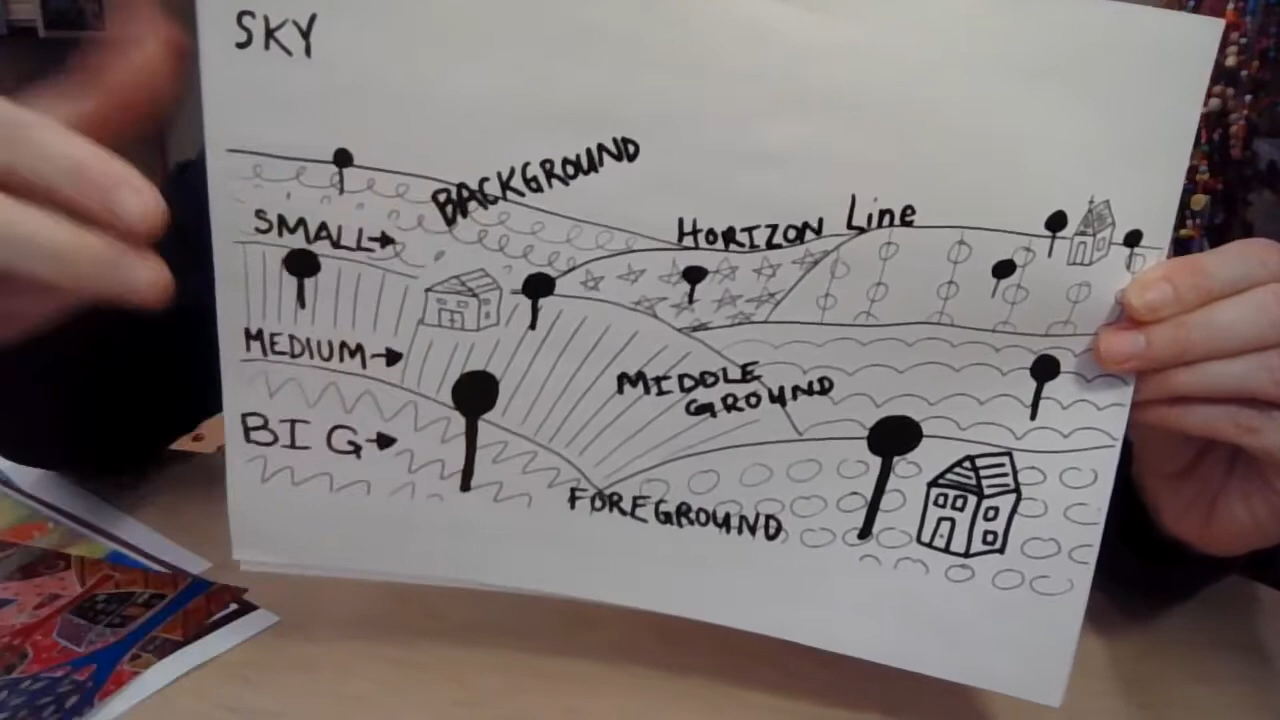 SKY
BACKGROUND
SMALL
HORIZON Line
MEDIUM
MIDDLE
GROUND
BIG
FOREGROUND